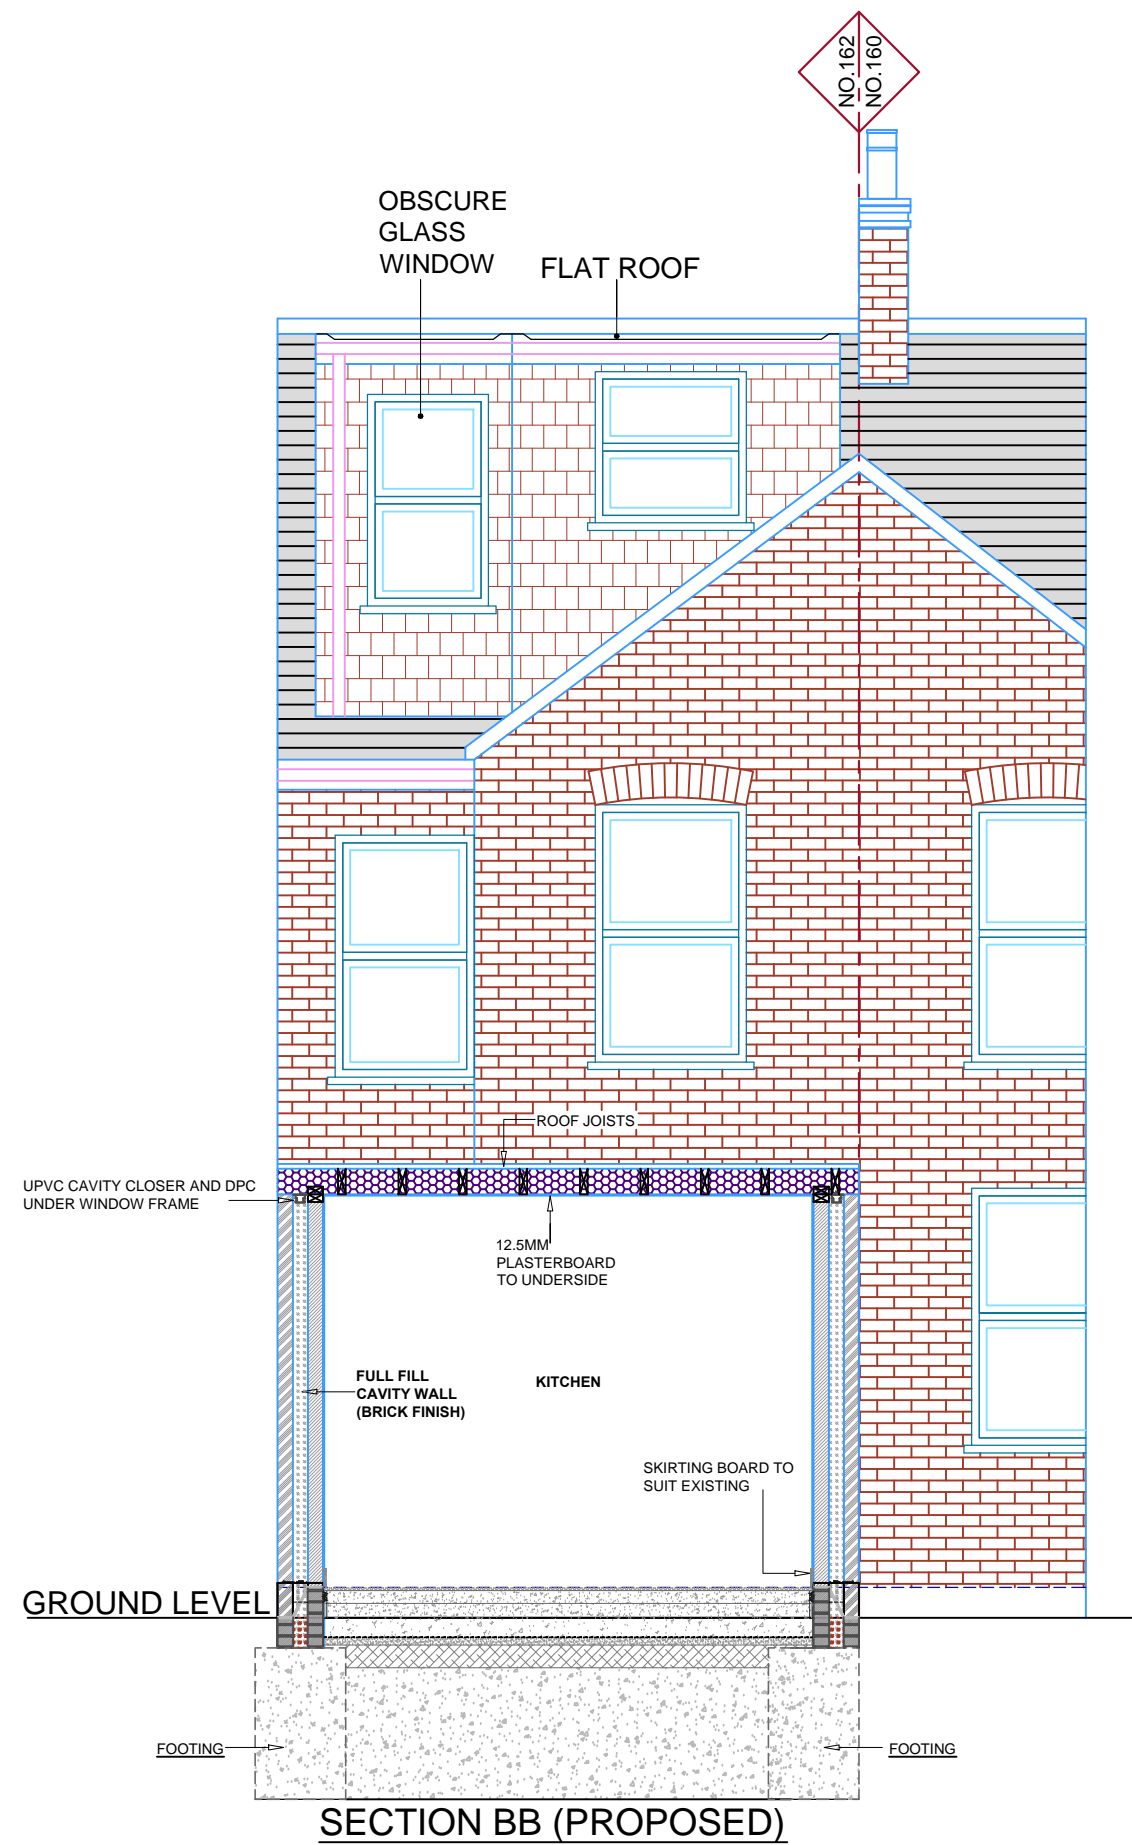 NO.162
NO.160
OBSCURE
GLASS
WINDOW
FLAT ROOF
ROOF JOISTS
UPVC CAVITY CLOSER AND DPC
UNDER WINDOW FRAME
12.5MM
PLASTERBOARD
TO UNDERSIDE
FULL FILL
CAVITY WALL
(BRICK FINISH)
KITCHEN
SKIRTING BOARD TO
SUIT EXISTING
GROUND LEVEL
FOOTING
FOOTING
SECTION BB (PROPOSED)